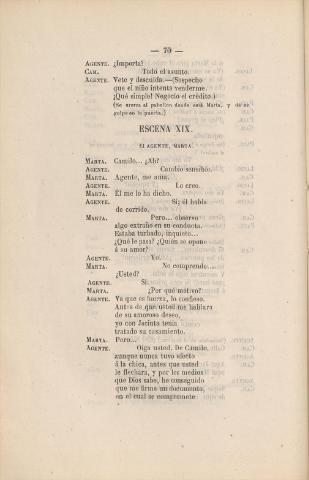 — 70 —
AGENTE. ¿Importa?
CAM. Todo el asunto.
AGENTE. Vete y descuida.—(Sospecho
que el niño intenta venderme.
¡Qué simple! Negocio el crédito.)
(Se acerca al pabellon donde está Marta, y da un
golpe en la puerta.)
ESCENA XIX.
EL AGENTE, MARTA.
MARTA. Camilo... ¿Ah?
AGENTE. Cambio sensible.
MARTA. Agente, me ama.
AGENTE. Lo creo.
MARTA. Él me lo ha dicho.
AGENTE. Sí; él habla
de corrido.
MARTA. Pero... observo
algo extraño en su conducta.
Estaba turbado, inquieto...
¿Qué le pasa? ¿Quién se opone
á su amor?
AGENTE. Yo.
MARTA. No comprendo...
¿Usted?
AGENTE. Sí.
MARTA. ¿Por qué motivo?
AGENTE. Ya que es fuerza, lo confieso.
Antes de que usted me hablara
de su amoroso deseo,
yo con Jacinta tenia
tratado su casamiento.
MARTA. Pero...
AGENTE. Oiga usted. De Camilo,
aunque nunca tuvo afecto
á la chica, antes que usted
le flechara, y por los medios
que Dios sabe, he conseguido
que me firme un documento,
en el cual se compromete